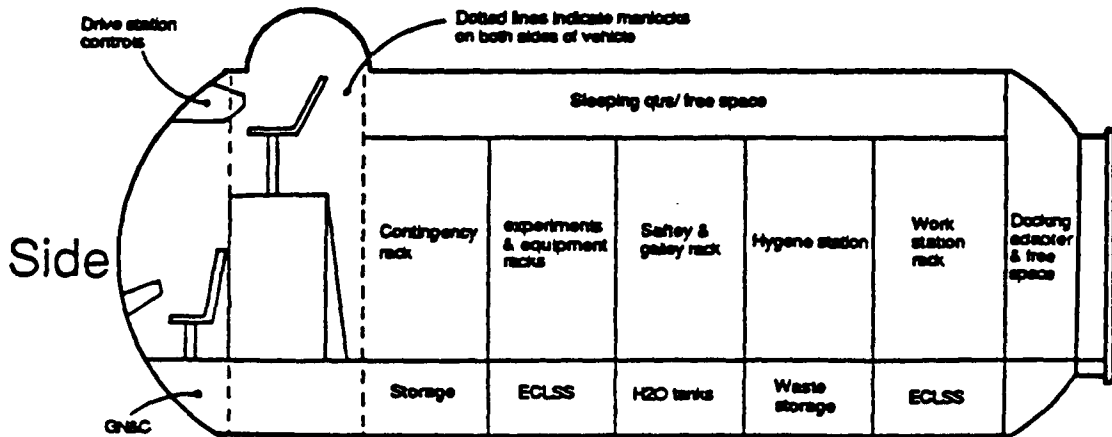 Drive station
controls
Dotted lines indicate manlocks
on both sides of vehicle
Sleeping qtrs/ free space
Side
Contingency
rack
experiments
& equipment
racks
Saftey &
galley rack
Hygene station
Work
station
rack
Docking
adapter
& free
space
Storage
ECLSS
H2O tanks
Waste
storage
ECLSS
GN&C